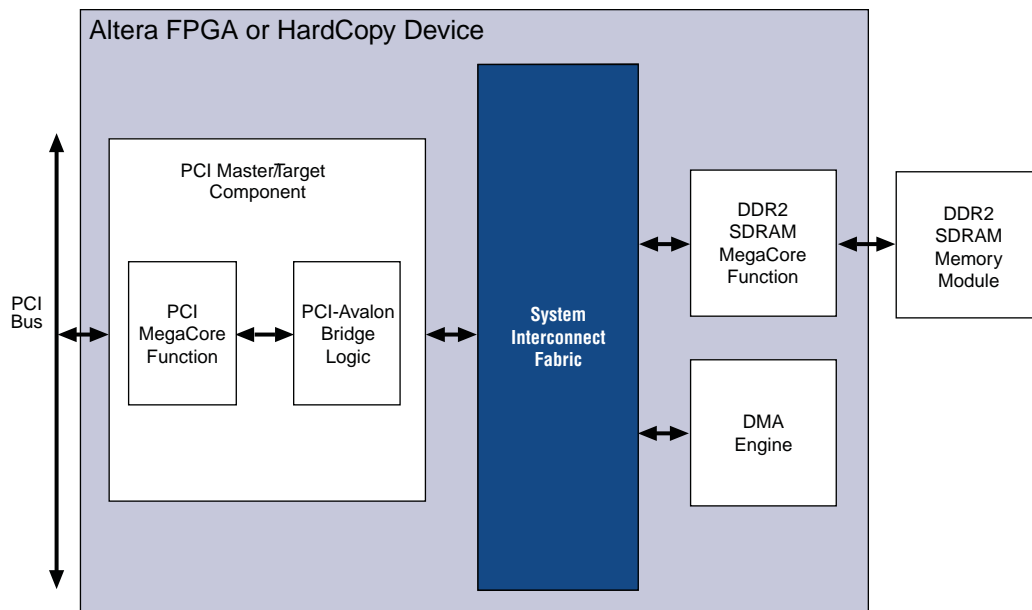 Altera FPGA or HardCopy Device
PCI Master/Target
Component
PCI
Bus
PCI
MegaCore
Function
PCI-Avalon
Bridge
Logic
System
Interconnect
Fabric
DDR2
SDRAM
MegaCore
Function
DDR2
SDRAM
Memory
Module
DMA
Engine